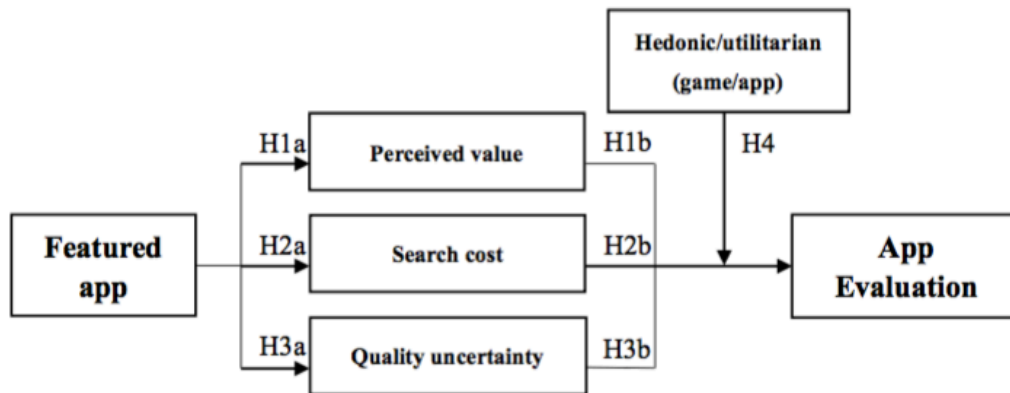 Hedonic/utilitarian
(game/app)
H1a
Perceived value
H1b
H4
Featured
app
H2a
Search cost
H2b
App
Evaluation
H3a
Quality uncertainty
H3b